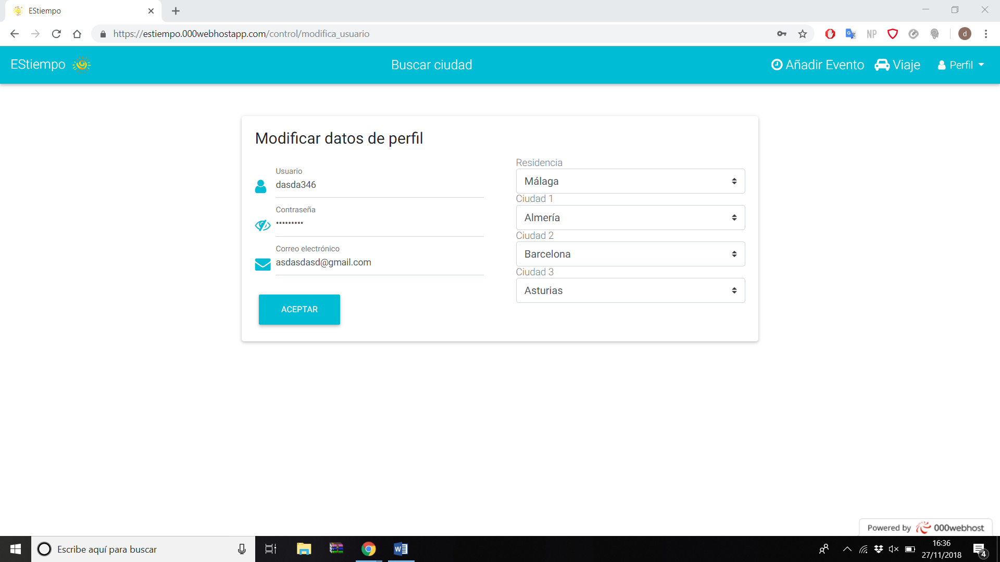 EStiempo
https://estiempo.000webhostapp.com/control/modifica_usuario
NP
d
EStiempo
Buscar ciudad
Añadir Evento
Viaje
Perfil
Modificar datos de perfil
Usuario
dasda346
Contraseña
•••••••••
Correo electrónico
asdasdasd@gmail.com
ACEPTAR
Residencia
Málaga
Ciudad 1
Almería
Ciudad 2
Barcelona
Ciudad 3
Asturias
Powered by 000webhost
Escribe aquí para buscar
16:36
27/11/2018
4